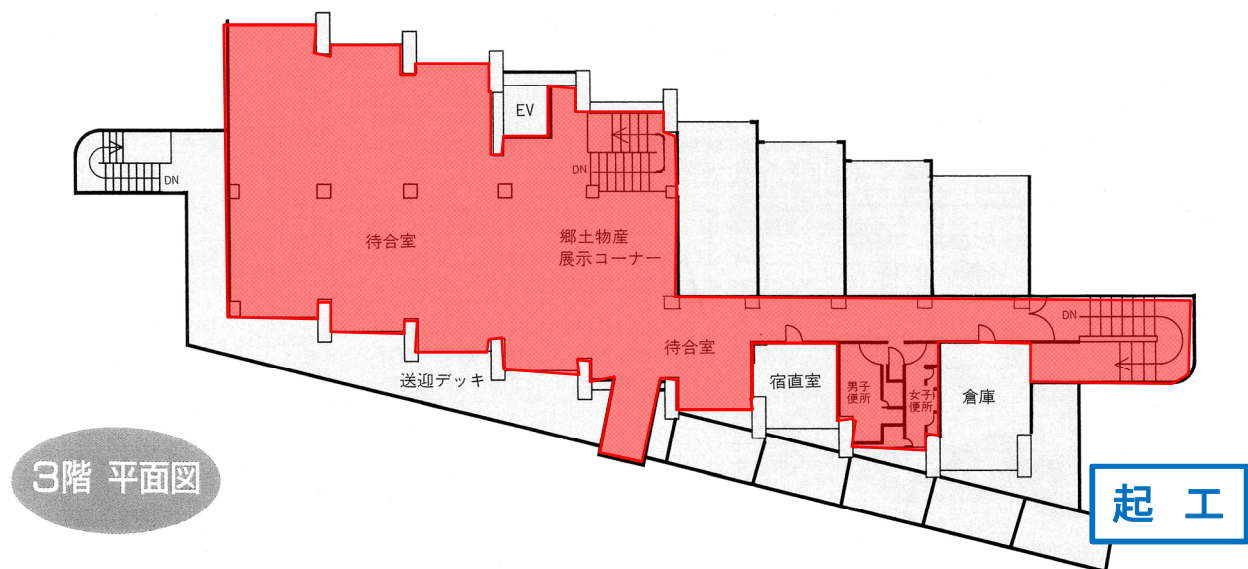 EV
DN
DN
待合室
郷土物産
展示コーナー
DN
待合室
送迎デッキ
宿直室
男子
便所
女子
便所
倉庫
3階 平面図
起 工